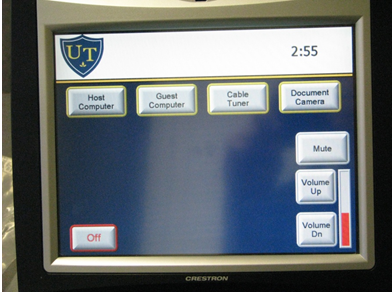 UT
2:55
Host
Computer
Guest
Computer
Cable
Tuner
Document
Camera
Mute
Volume
Up
Volume
Dn
Off
CRESTRON